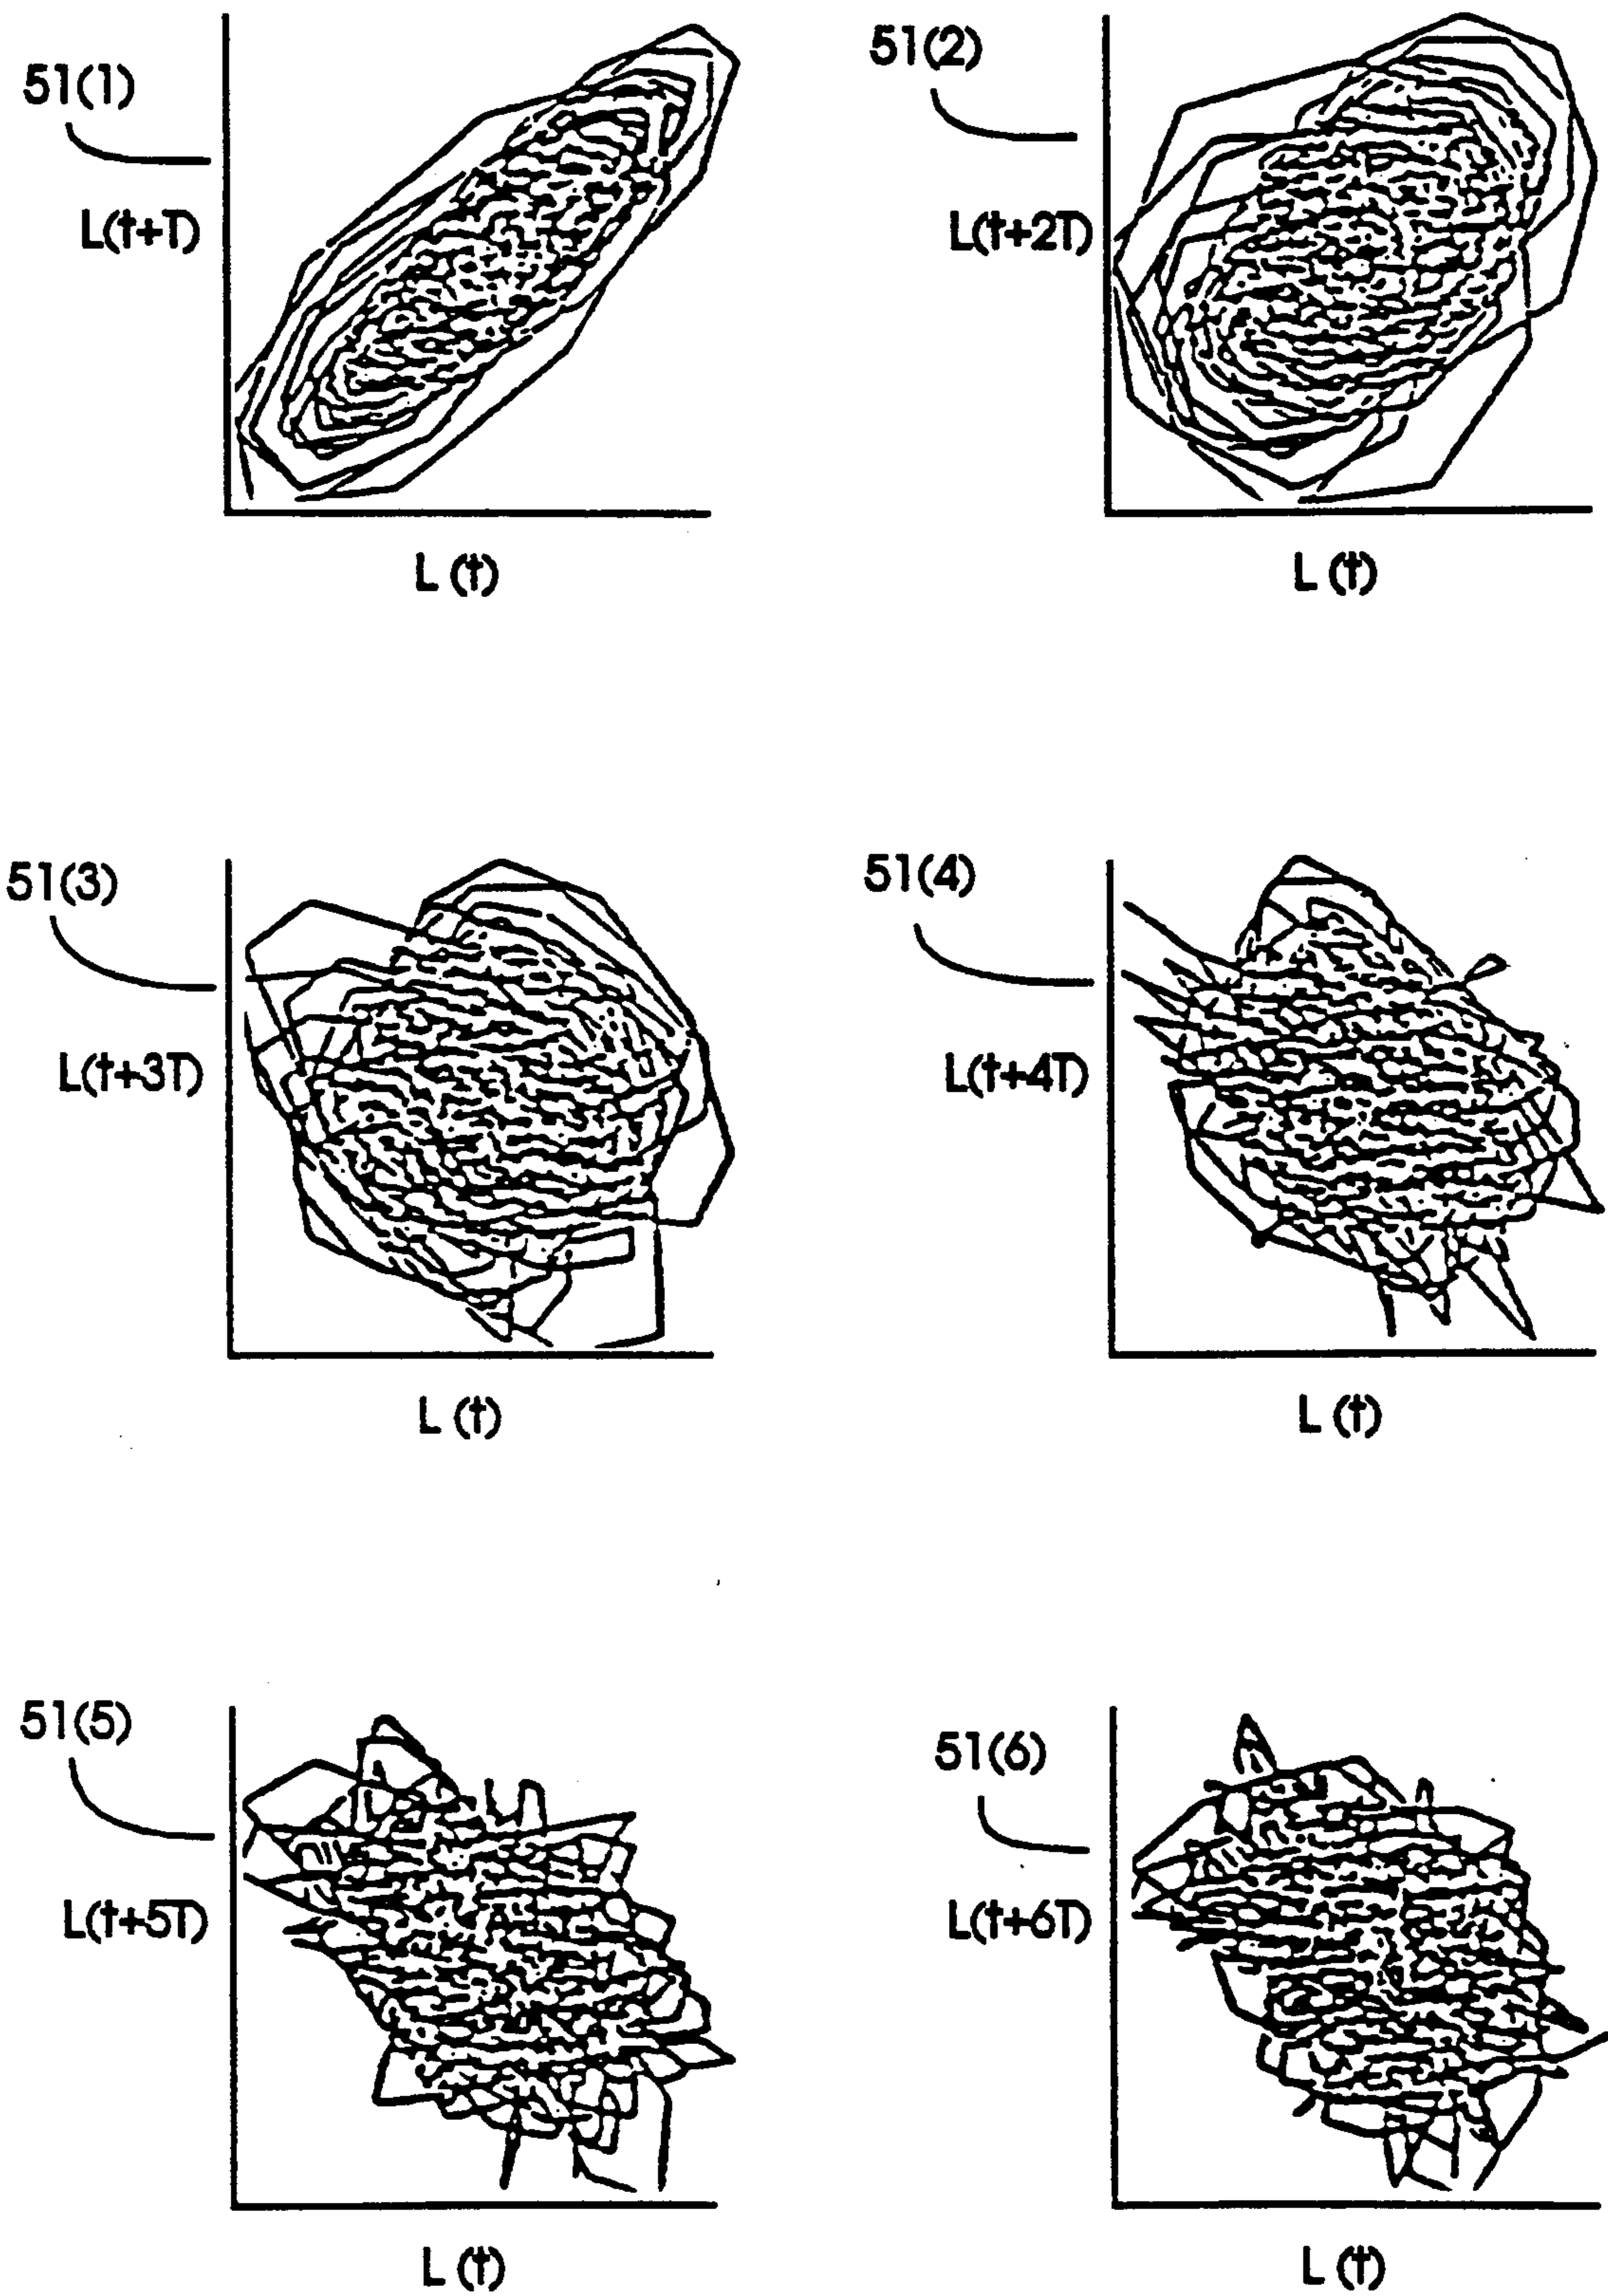 51(1)
L(t+T)
L (t)
51(2)
L(t+2T)
L (t)
51(3)
L(t+3T)
L (t)
51(4)
L(t+4T)
L (t)
51(5)
L(t+5T)
L (t)
51(6)
L(t+6T)
L (t)